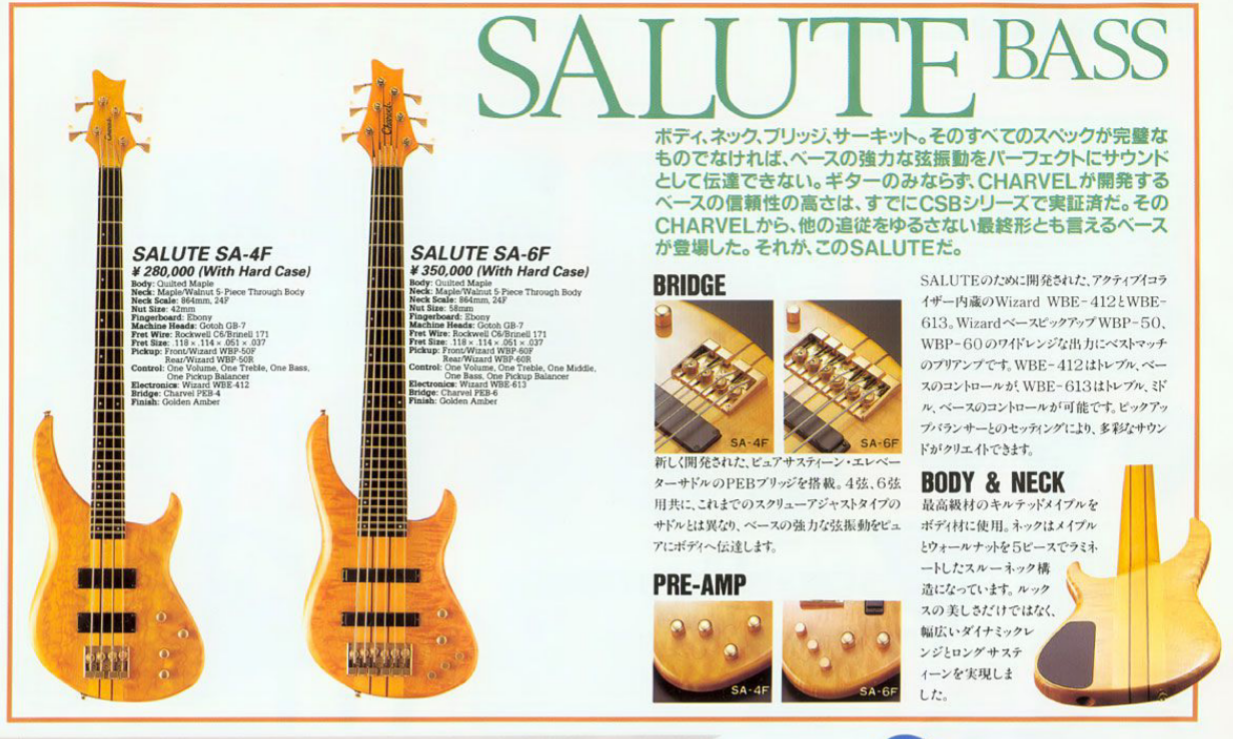 SALUTE BASS
ボディ、ネック、ブリッジ、サーキット。そのすべてのスペックが完璧な
ものでなければ、ベースの強力な弦振動をパーフェクトにサウンド
として伝達できない。ギターのみならず、CHARVELが開発する
ベースの信頼性の高さは、すでにCSBシリーズで実証済だ。その
CHARVELから、他の追従をゆるさない最終形とも言えるベース
が登場した。それが、このSALUTEだ。
Charvel
Charvel
SALUTE SA-4F
¥ 280,000 (With Hard Case)
Body: Quilted Maple
Neck: Maple/Walnut 5-Piece Through Body
Neck Scale: 864mm, 24F
Nut Size: 42mm
Fingerboard: Ebony
Machine Heads: Gotoh GB-7
Fret Wire: Rockwell C6/Brinell 171
Fret Size: .118 × .114 × .051 × .037
Pickup: Front/Wizard WBP-50F
Rear/Wizard WBP-50R
Control: One Volume, One Treble, One Bass,
One Pickup Balancer
Electronics: Wizard WBE-412
Bridge: Charvel PEB-4
Finish: Golden Amber
SALUTE SA-6F
¥ 350,000 (With Hard Case)
Body: Quilted Maple
Neck: Maple/Walnut 5-Piece Through Body
Neck Scale: 864mm, 24F
Nut Size: 58mm
Fingerboard: Ebony
Machine Heads: Gotoh GB-7
Fret Wire: Rockwell C6/Brinell 171
Fret Size: .118 × .114 × .051 × .037
Pickup: Front/Wizard WBP-60F
Rear/Wizard WBP-60R
Control: One Volume, One Treble, One Middle,
One Bass, One Pickup Balancer
Electronics: Wizard WBE-613
Bridge: Charvel PEB-6
Finish: Golden Amber
BRIDGE
SA-4F
SA-6F
新しく開発された、ピュアサスティーン・エレベー
ターサドルのPEBブリッジを搭載。4弦、6弦
用共に、これまでのスクリューアジャストタイプの
サドルとは異なり、ベースの強力な弦振動をピュ
アにボディへ伝達します。
PRE-AMP
SA-4F
SA-6F
SALUTEのために開発された、アクティブイコラ
イザー内蔵のWizard WBE-412とWBE-
613。WizardベースピックアップWBP-50、
WBP-60のワイドレンジな出力にベストマッチ
のプリアンプです。WBE-412はトレブル、ベー
スのコントロールが、WBE-613はトレブル、ミド
ル、ベースのコントロールが可能です。ピックアッ
プバランサーとのセッティングにより、多彩なサウン
ドがクリエイトできます。
BODY & NECK
最高級材のキルテッドメイプルを
ボディ材に使用。ネックはメイプル
とウォールナットを5ピースでラミネ
ートしたスルーネック構
造になっています。ルック
スの美しさだけではなく、
幅広いダイナミックレ
ンジとロングサステ
ィーンを実現しま
した。